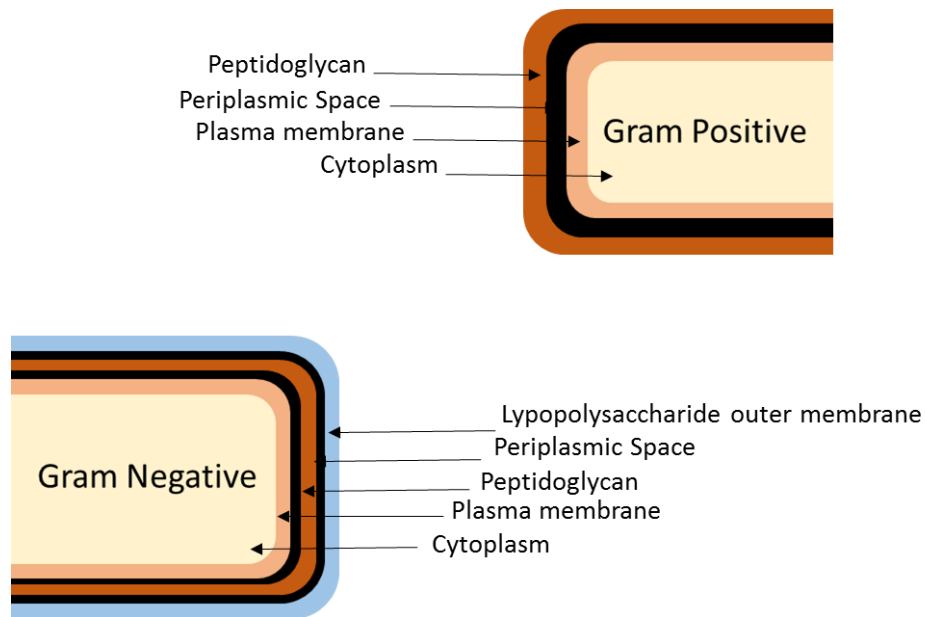 Peptidoglycan
Periplasmic Space
Plasma membrane
Cytoplasm
Gram Positive
Lypopolysaccharide outer membrane
Periplasmic Space
Peptidoglycan
Plasma membrane
Cytoplasm
Gram Negative